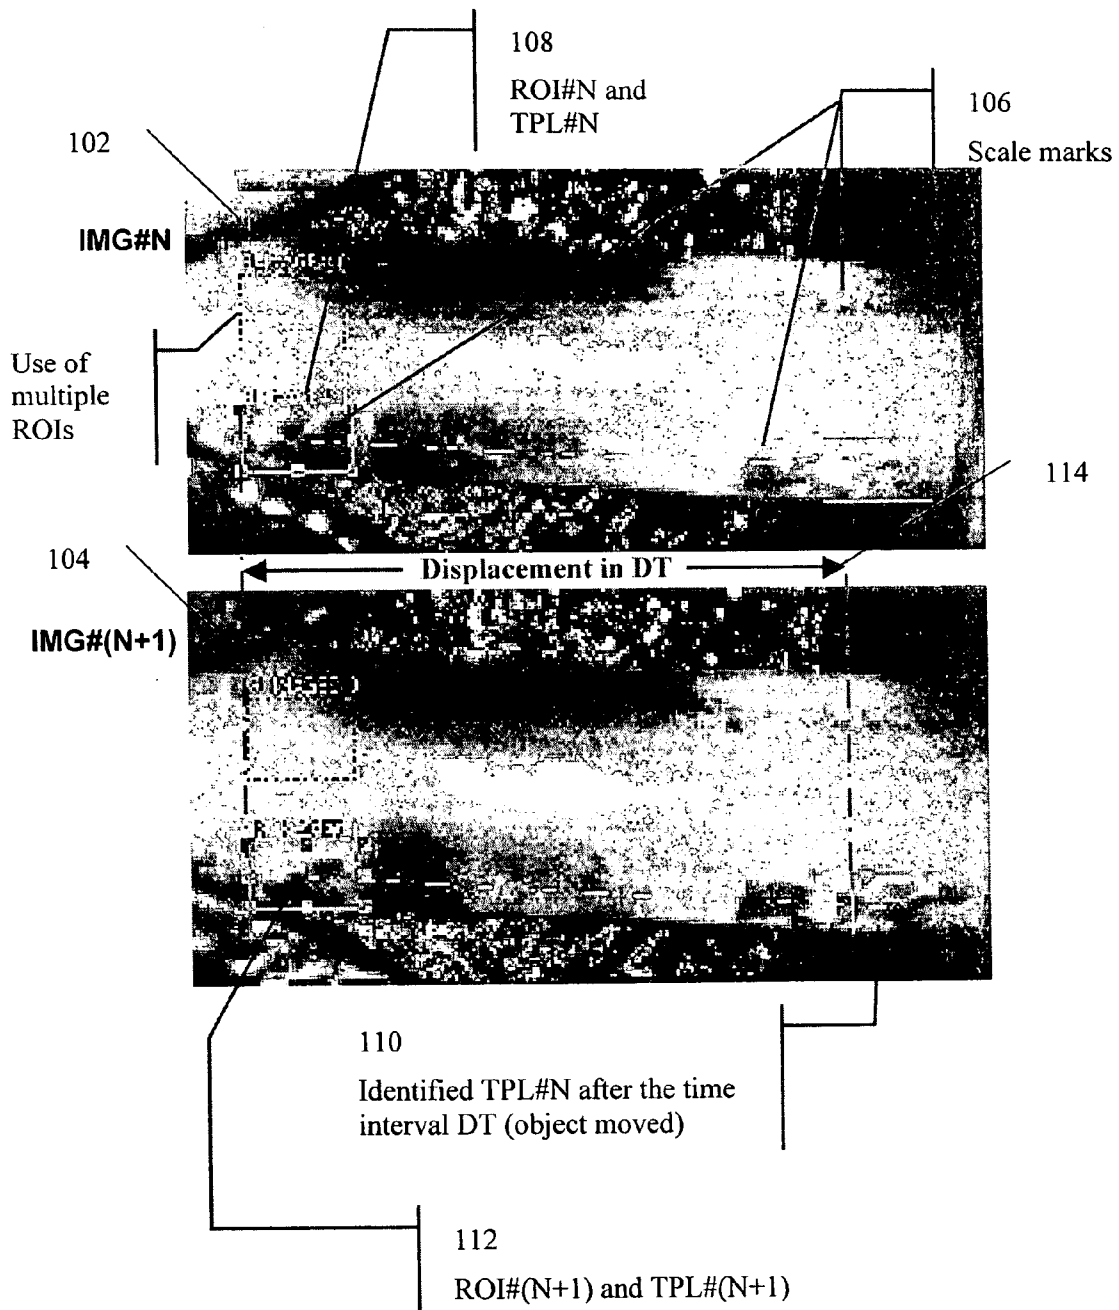 108
ROI#N and
TPL#N
106
Scale marks
102
IMG#N
Use of
multiple
ROIs
114
104
Displacement in DT
IMG#(N+1)
110
Identified TPL#N after the time
interval DT (object moved)
112
ROI#(N+1) and TPL#(N+1)